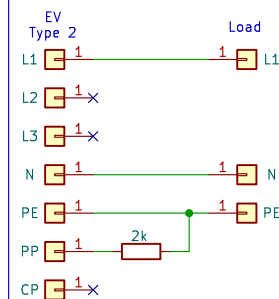 EV
Type 2
Load
L1 1 1 L1
L2 1
L3 1
N 1 1 N
PE 1 1 PE
2k
PP 1
CP 1